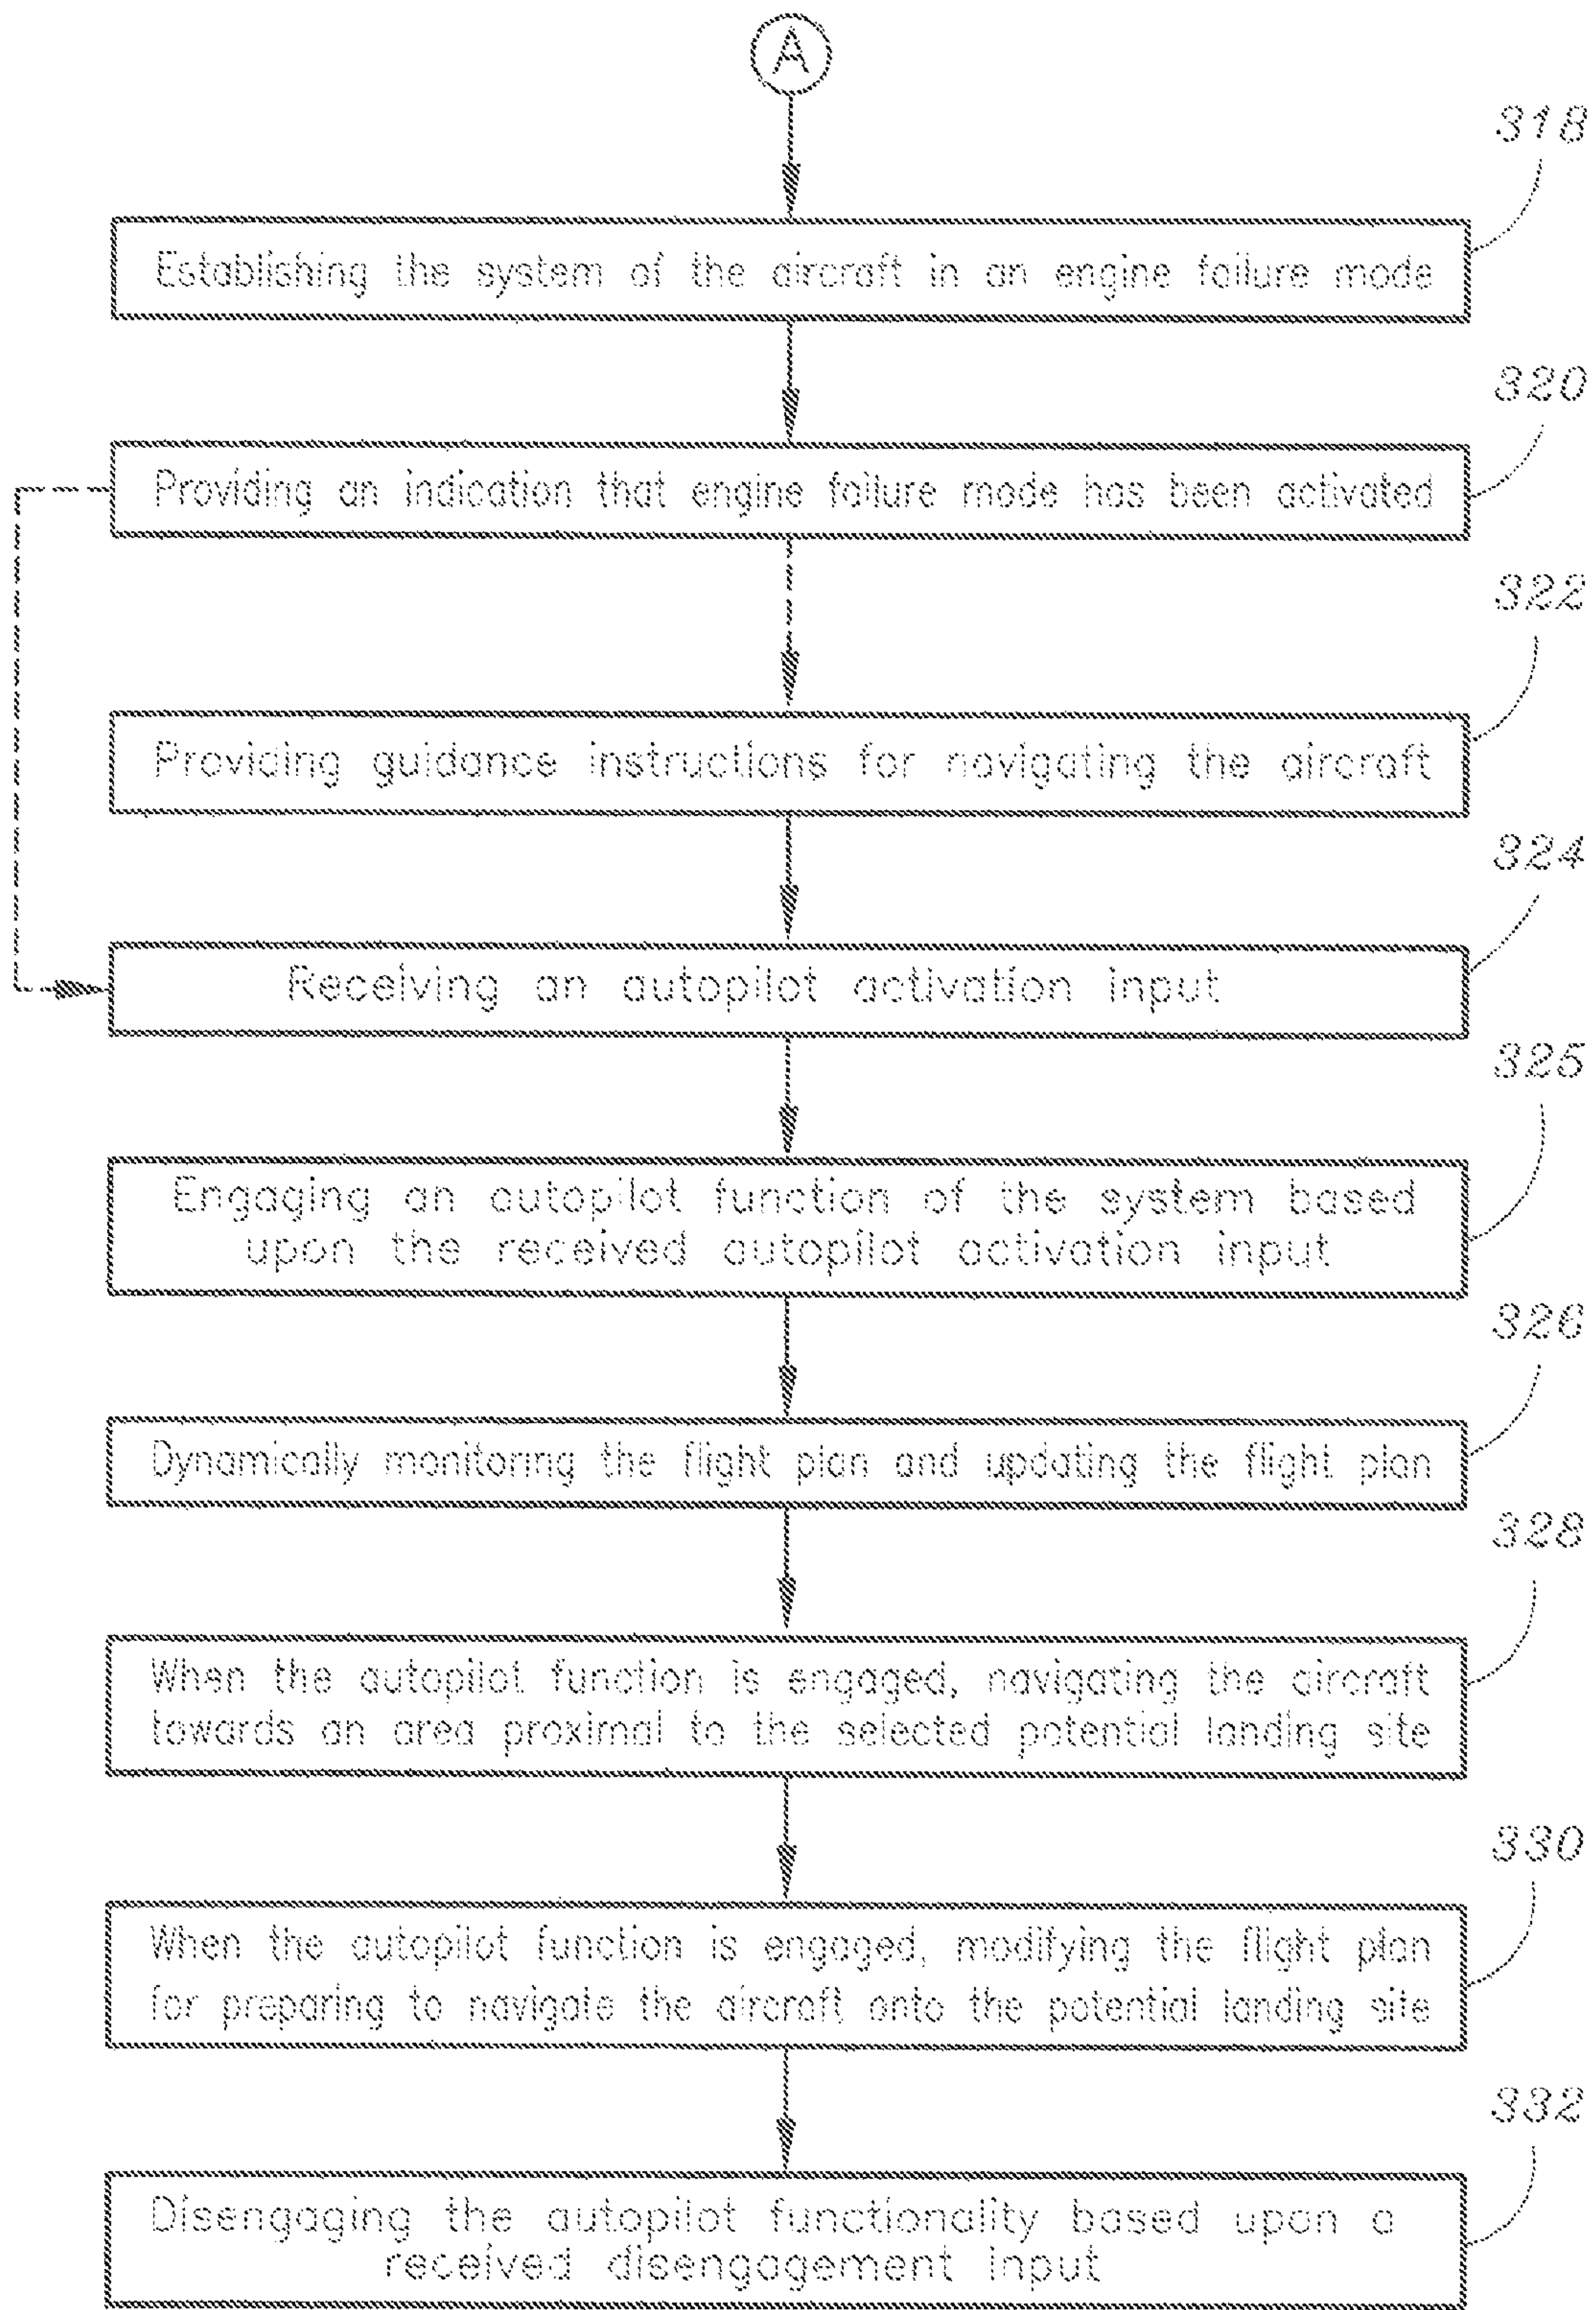 A
318
Establishing the system of the aircraft in an engine failure mode
320
Providing an indication that engine failure mode has been activated
322
Providing guidance instructions for navigating the aircraft
324
Receiving an autopilot activation input
325
Engaging an autopilot function of the system based
upon the received autopilot activation input
326
Dynamically monitoring the flight plan and updating the flight plan
328
When the autopilot function is engaged, navigating the aircraft
towards an area proximal to the selected potential landing site
330
When the autopilot function is engaged, modifying the flight plan
for preparing to navigate the aircraft onto the potential landing site
332
Disengaging the autopilot functionality based upon a
received disengagement input